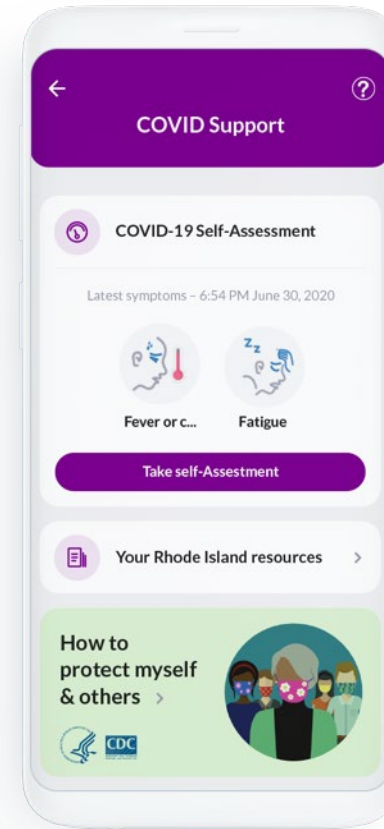 COVID Support
?
COVID-19 Self-Assessment
Latest symptoms – 6:54 PM June 30, 2020
Z z z
Fever or c...
Fatigue
Take self-Assestment
Your Rhode Island resources
How to
protect myself
& others
CDC